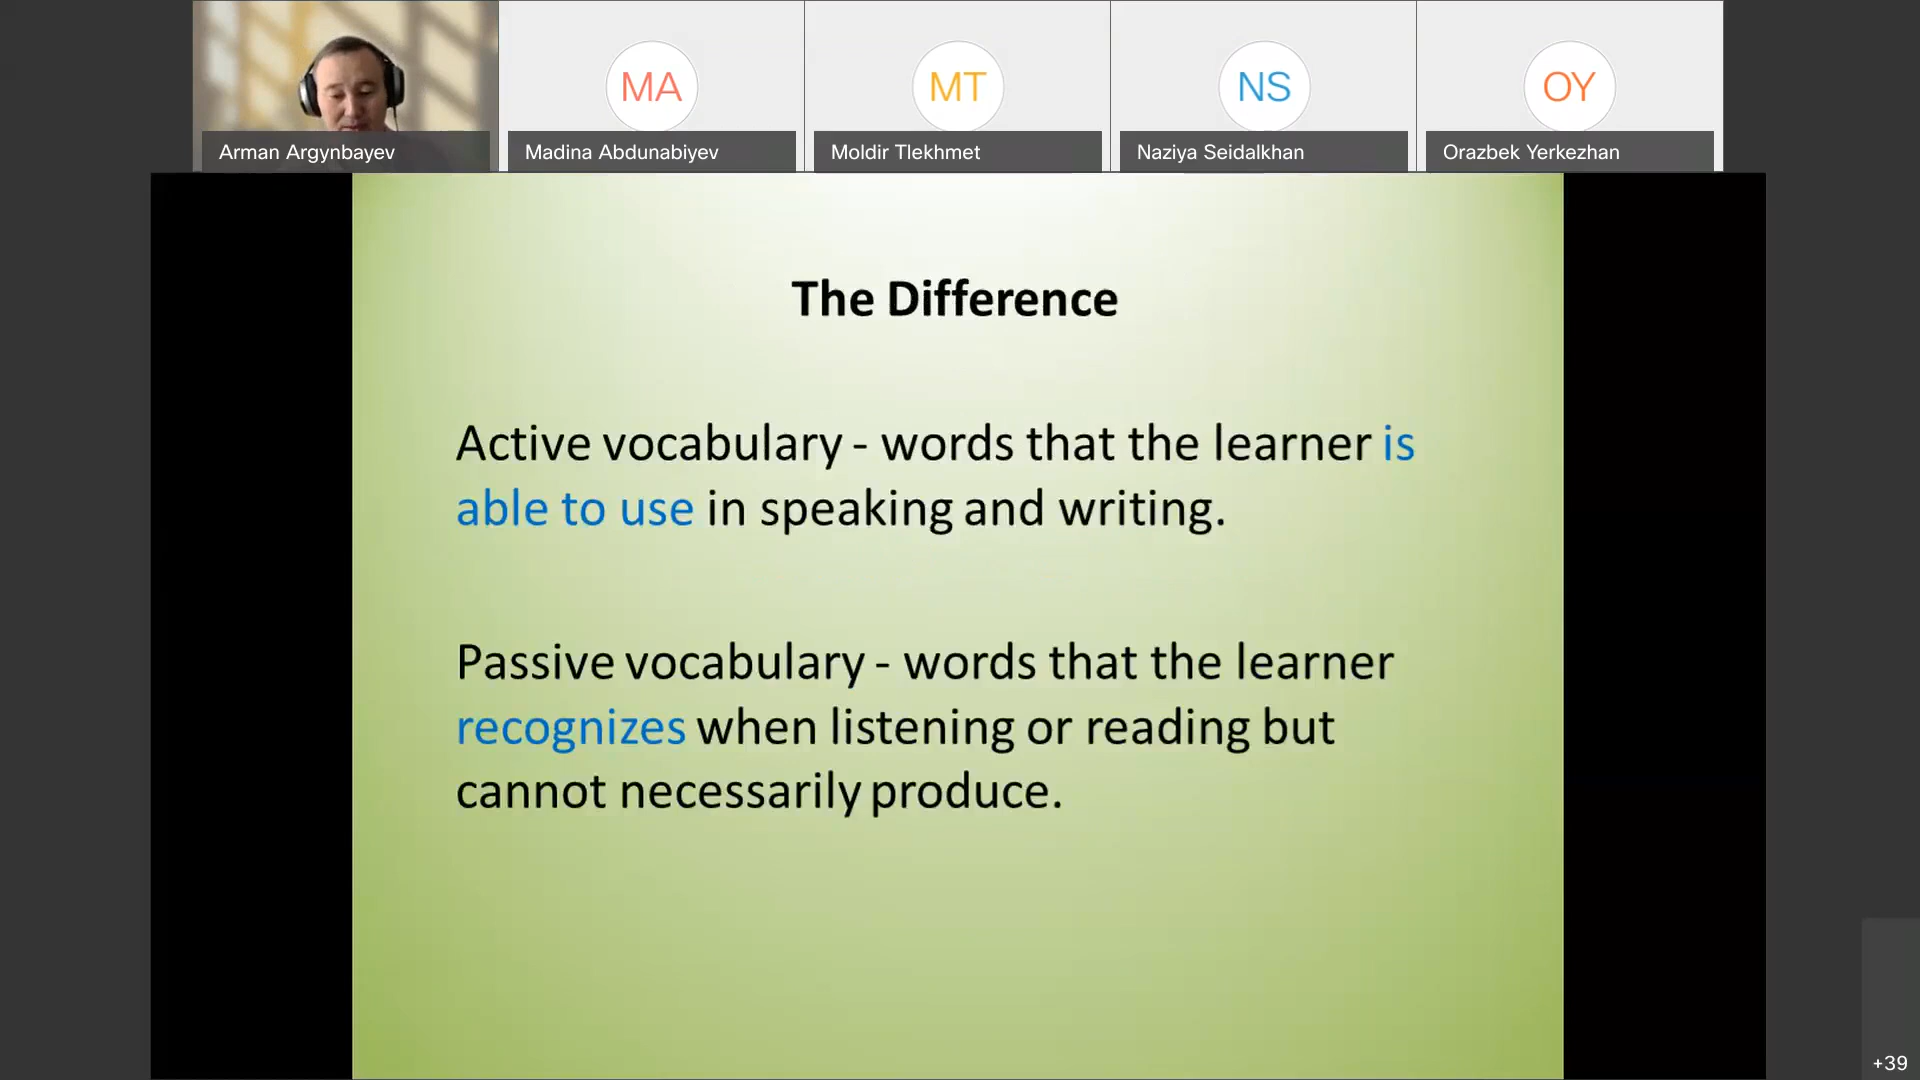 MA
MT
NS
OY
Arman Argynbayev
Madina Abdunabiyev
Moldir Tlekhmet
Naziya Seidalkhan
Orazbek Yerkezhan
The Difference
Active vocabulary - words that the learner is
able to use in speaking and writing.
Passive vocabulary - words that the learner
recognizes when listening or reading but
cannot necessarily produce.
+39